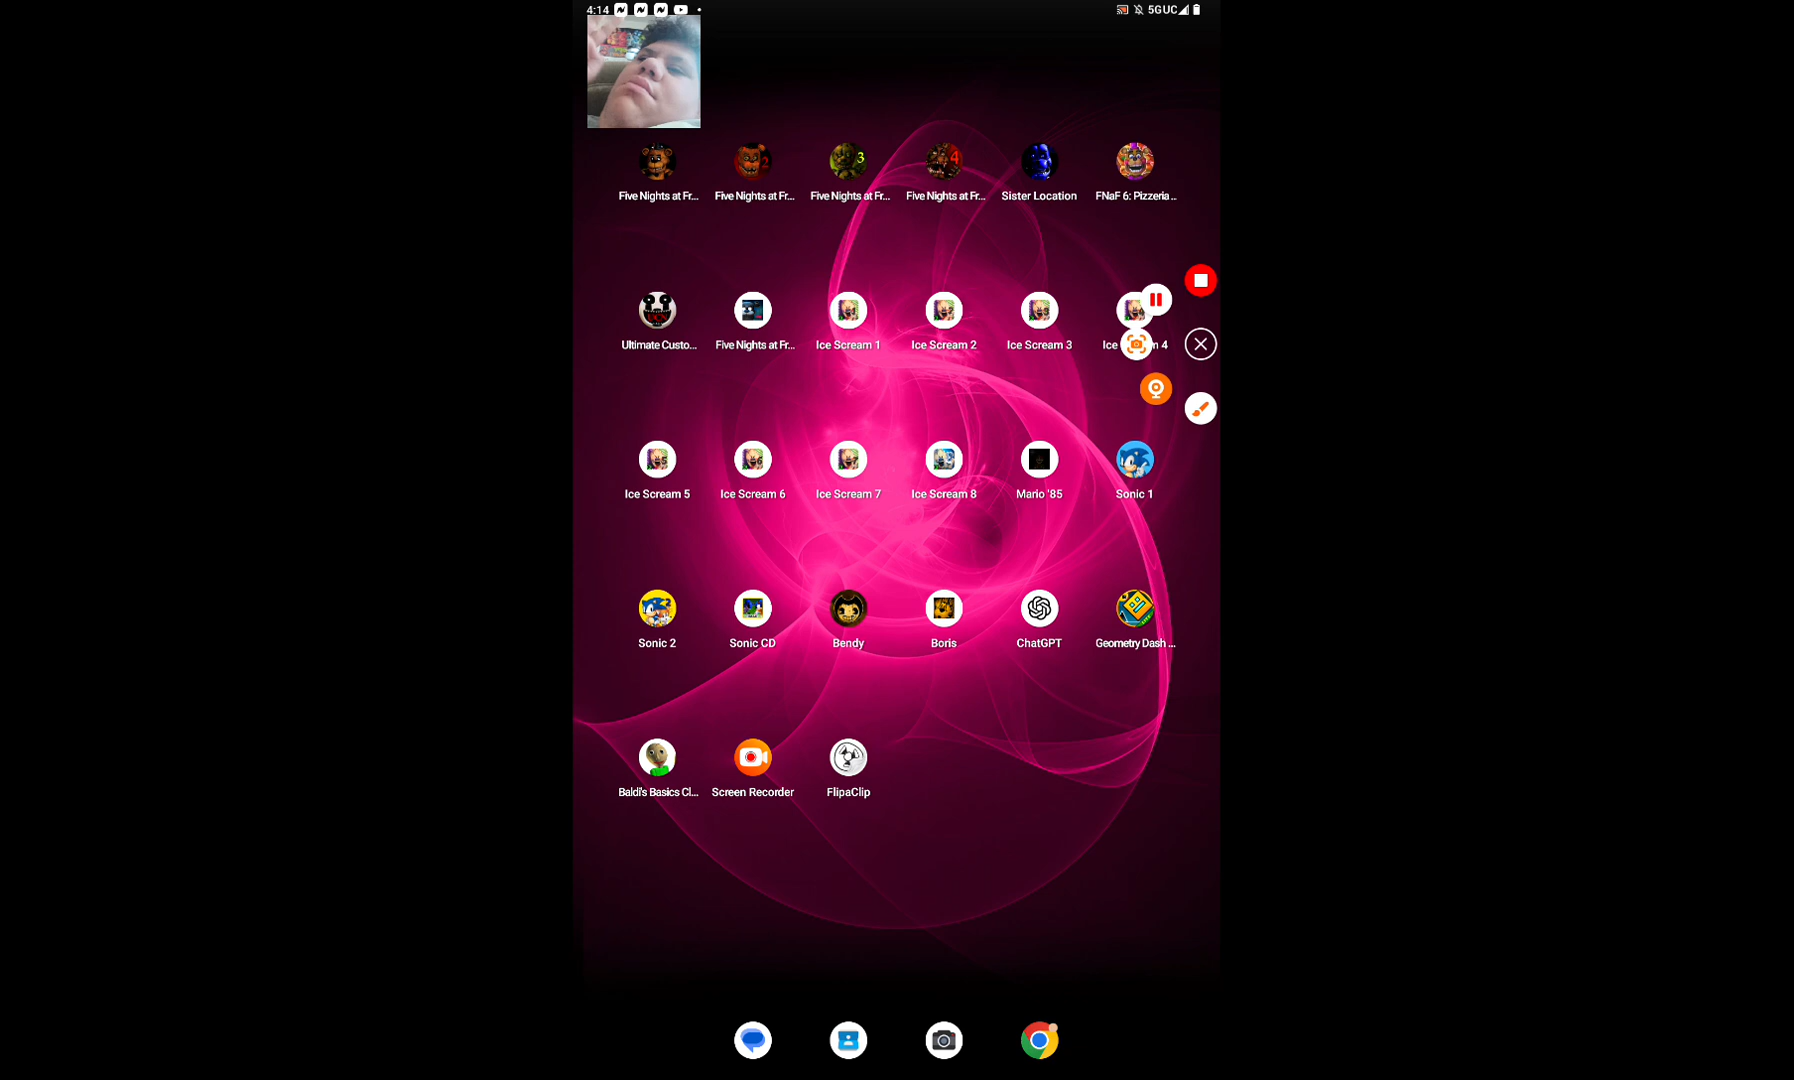 4:14 5GUC
Five Nights at Fr... Five Nights at Fr... Five Nights at Fr... Five Nights at Fr... Sister Location FNaF 6: Pizzeria ..
Ultimate Custo... Five Nights at Fr... Ice Scream 1 Ice Scream 2 Ice Scream 3 Ice m 4
Ice Scream 5 Ice Scream 6 Ice Scream 7 Ice Scream 8 Mario '85 Sonic 1
Sonic 2 Sonic CD Bendy Boris ChatGPT Geometry Dash ...
Baldi's Basics Cl... Screen Recorder FlipaClip